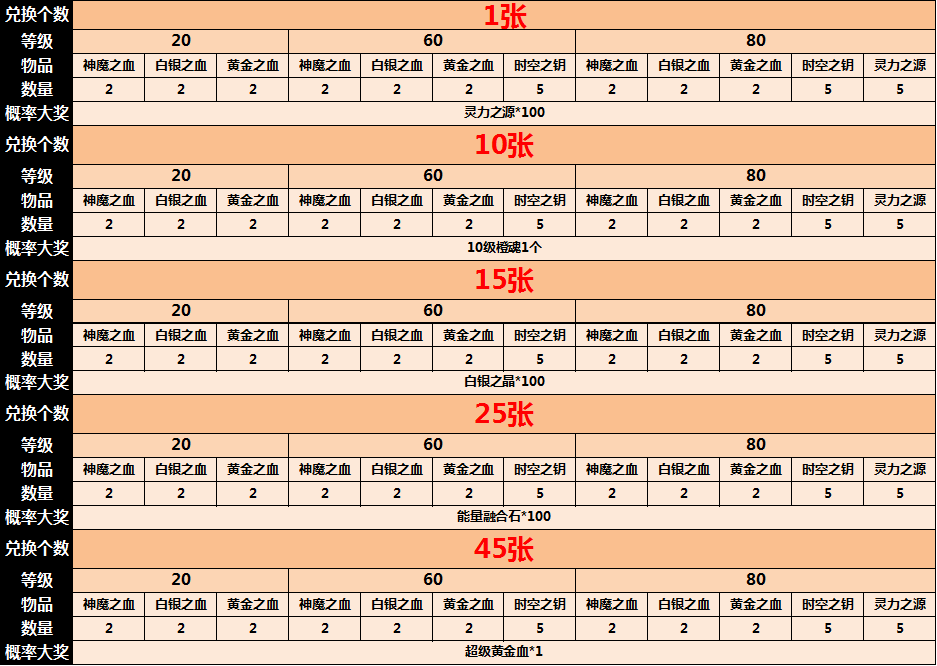 兑换个数 1张
等级 20 60 80
物品 神魔之血 白银之血 黄金之血 神魔之血 白银之血 黄金之血 时空之钥 神魔之血 白银之血 黄金之血 时空之钥 灵力之源
数量 2 2 2 2 2 2 5 2 2 2 5 5
概率大奖 灵力之源*100
兑换个数 10张
等级 20 60 80
物品 神魔之血 白银之血 黄金之血 神魔之血 白银之血 黄金之血 时空之钥 神魔之血 白银之血 黄金之血 时空之钥 灵力之源
数量 2 2 2 2 2 2 5 2 2 2 5 5
概率大奖 10级橙魂1个
兑换个数 15张
等级 20 60 80
物品 神魔之血 白银之血 黄金之血 神魔之血 白银之血 黄金之血 时空之钥 神魔之血 白银之血 黄金之血 时空之钥 灵力之源
数量 2 2 2 2 2 2 5 2 2 2 5 5
概率大奖 白银之晶*100
兑换个数 25张
等级 20 60 80
物品 神魔之血 白银之血 黄金之血 神魔之血 白银之血 黄金之血 时空之钥 神魔之血 白银之血 黄金之血 时空之钥 灵力之源
数量 2 2 2 2 2 2 5 2 2 2 5 5
概率大奖 能量融合石*100
兑换个数 45张
等级 20 60 80
物品 神魔之血 白银之血 黄金之血 神魔之血 白银之血 黄金之血 时空之钥 神魔之血 白银之血 黄金之血 时空之钥 灵力之源
数量 2 2 2 2 2 2 5 2 2 2 5 5
概率大奖 超级黄金血*1